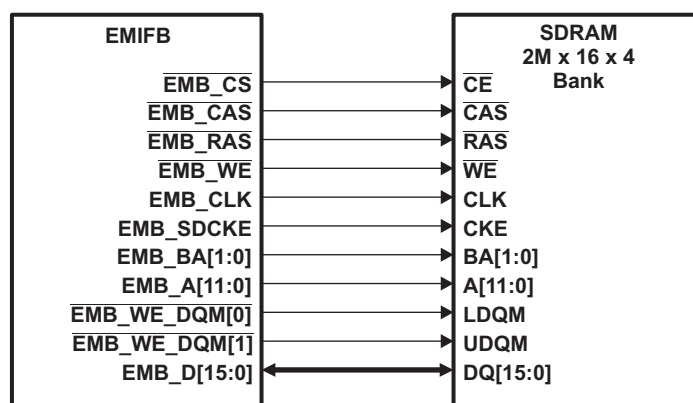 EMIFB
SDRAM
2M x 16 x 4
Bank
EMB_CS
CE
EMB_CAS
CAS
EMB_RAS
RAS
EMB_WE
WE
EMB_CLK
CLK
EMB_SDCKE
CKE
EMB_BA[1:0]
BA[1:0]
EMB_A[11:0]
A[11:0]
EMB_WE_DQM[0]
LDQM
EMB_WE_DQM[1]
UDQM
EMB_D[15:0]
DQ[15:0]